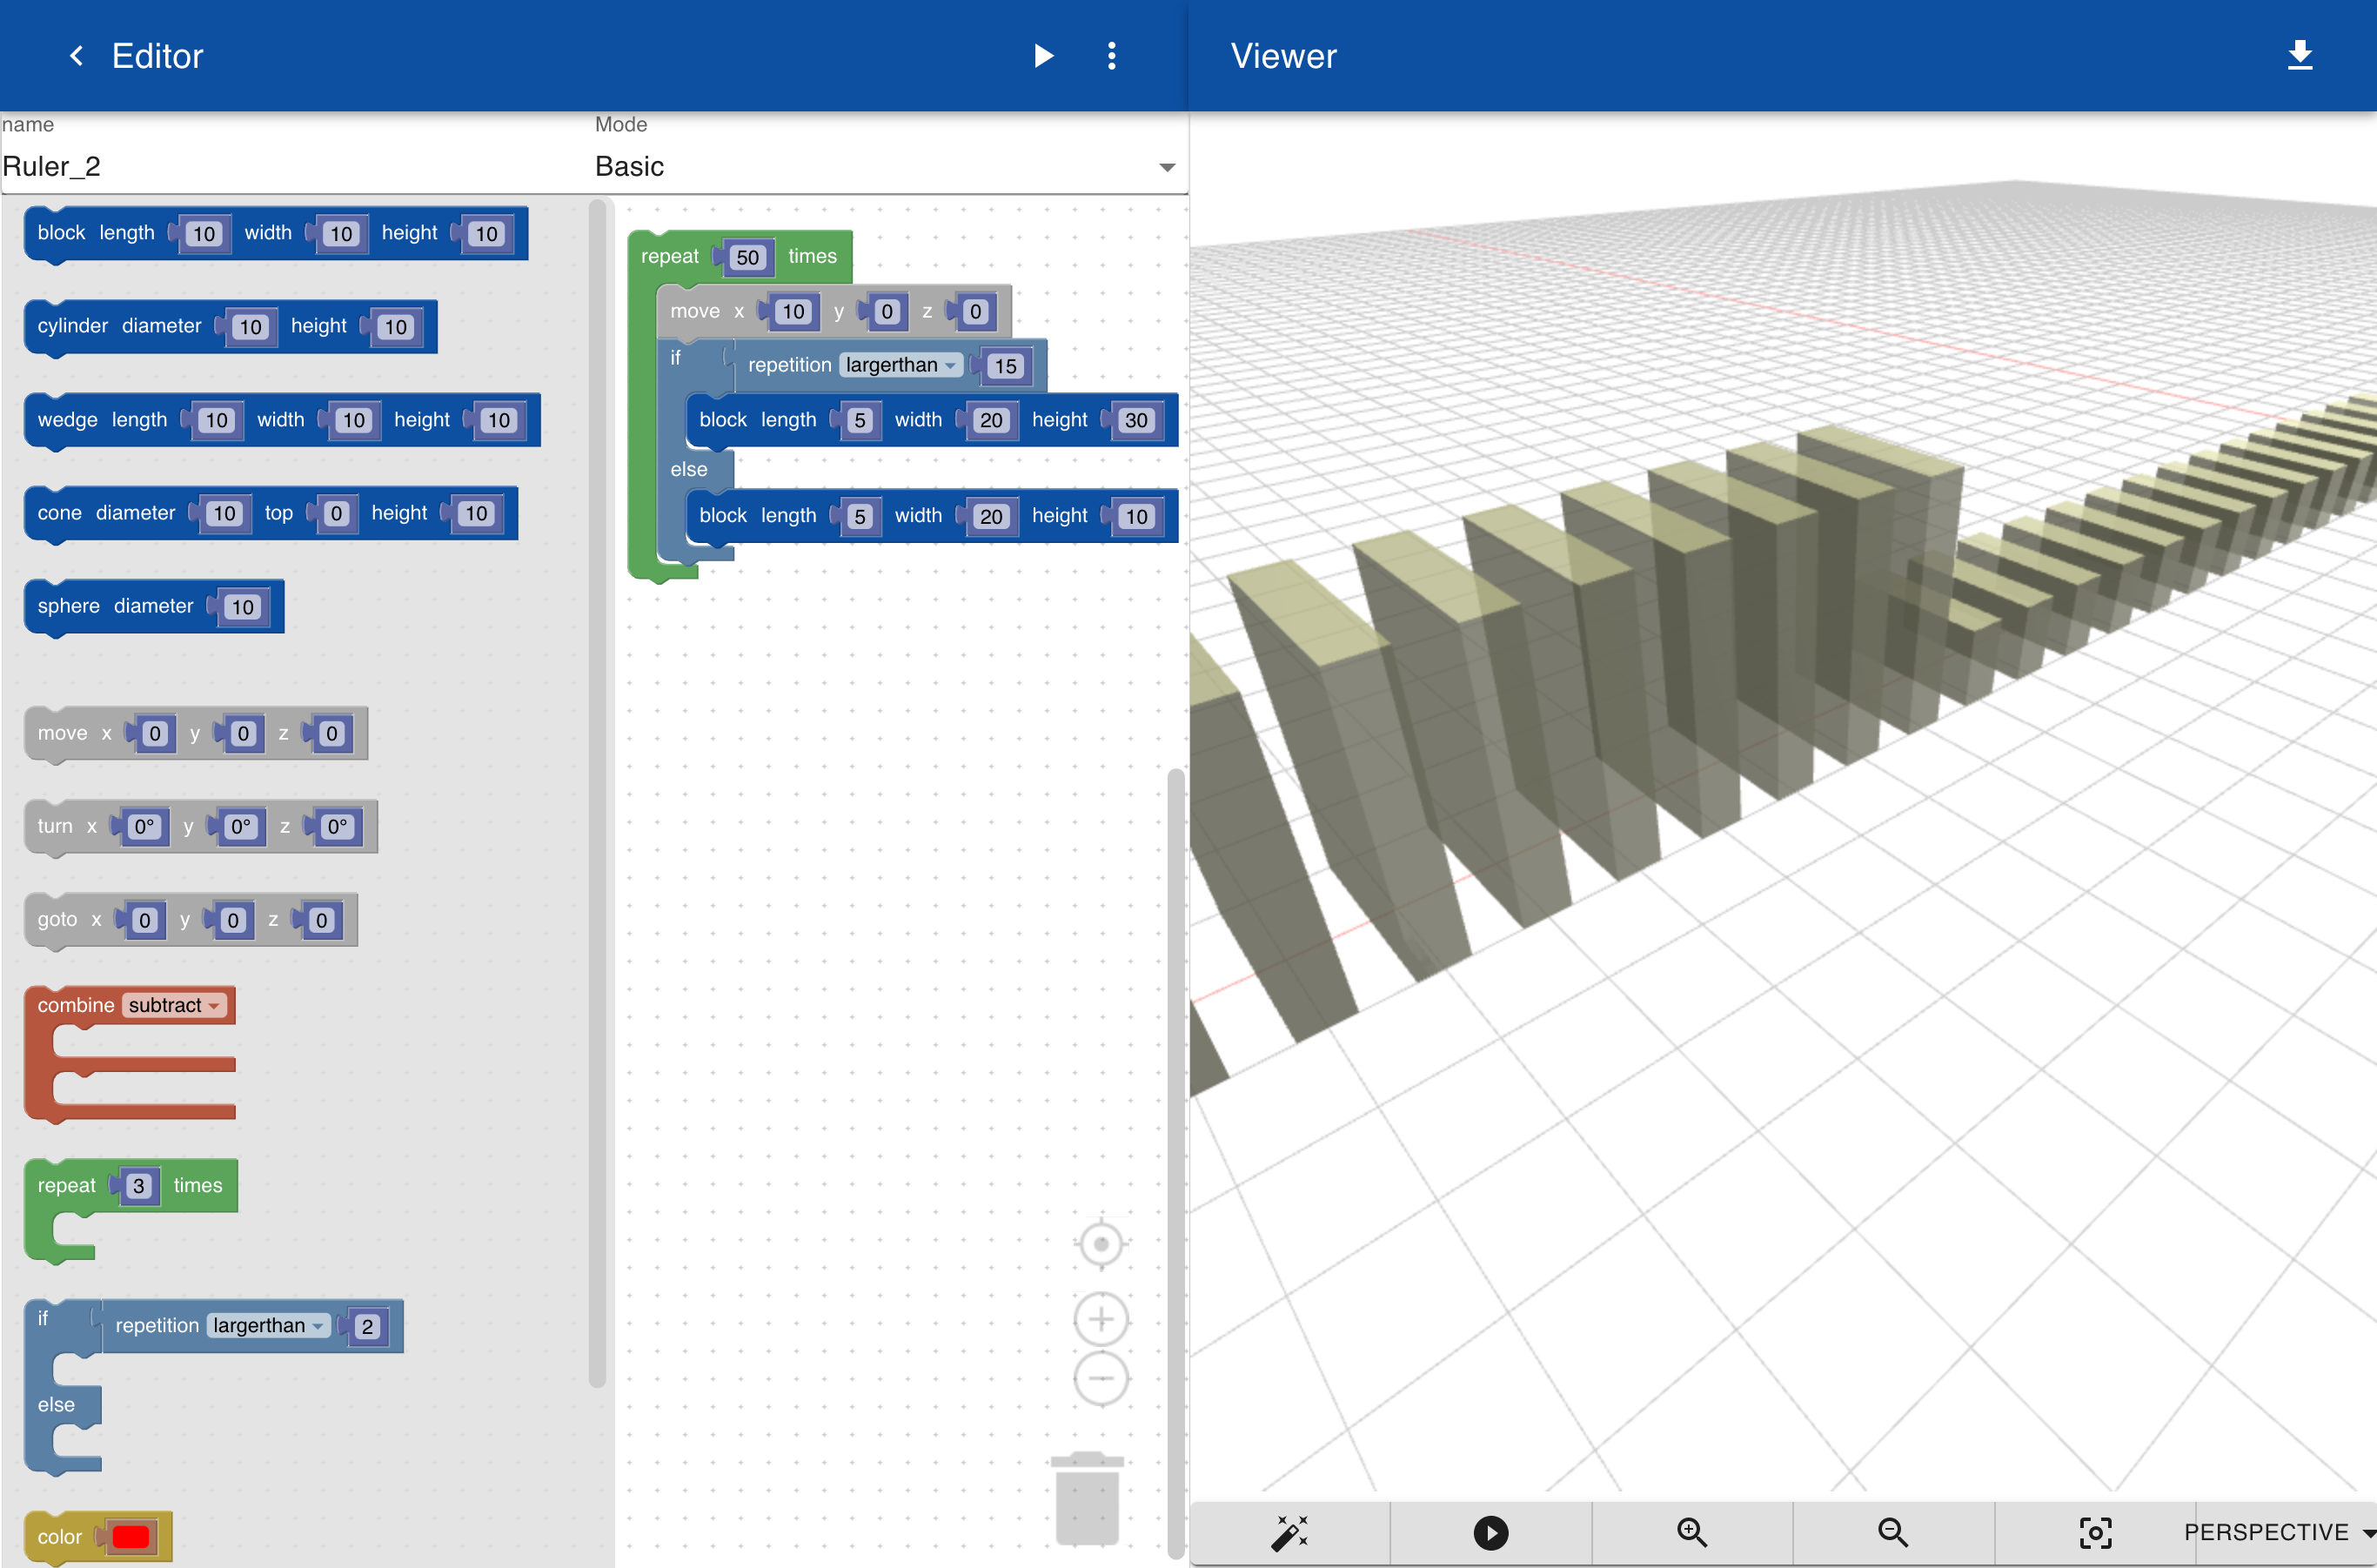 Editor
Viewer
name
Mode
Ruler_2
Basic
block length 10 width 10 height 10
cylinder diameter 10 height 10
wedge length 10 width 10 height 10
cone diameter 10 top 0 height 10
sphere diameter 10
move x 0 y 0 z 0
turn x 0° y 0° z 0°
goto x 0 y 0 z 0
combine subtract
repeat 3 times
if repetition largerthan 2
else
color
repeat 50 times
move x 10 y 0 z 0
if repetition largerthan 15
block length 5 width 20 height 30
else
block length 5 width 20 height 10
PERSPECTIVE